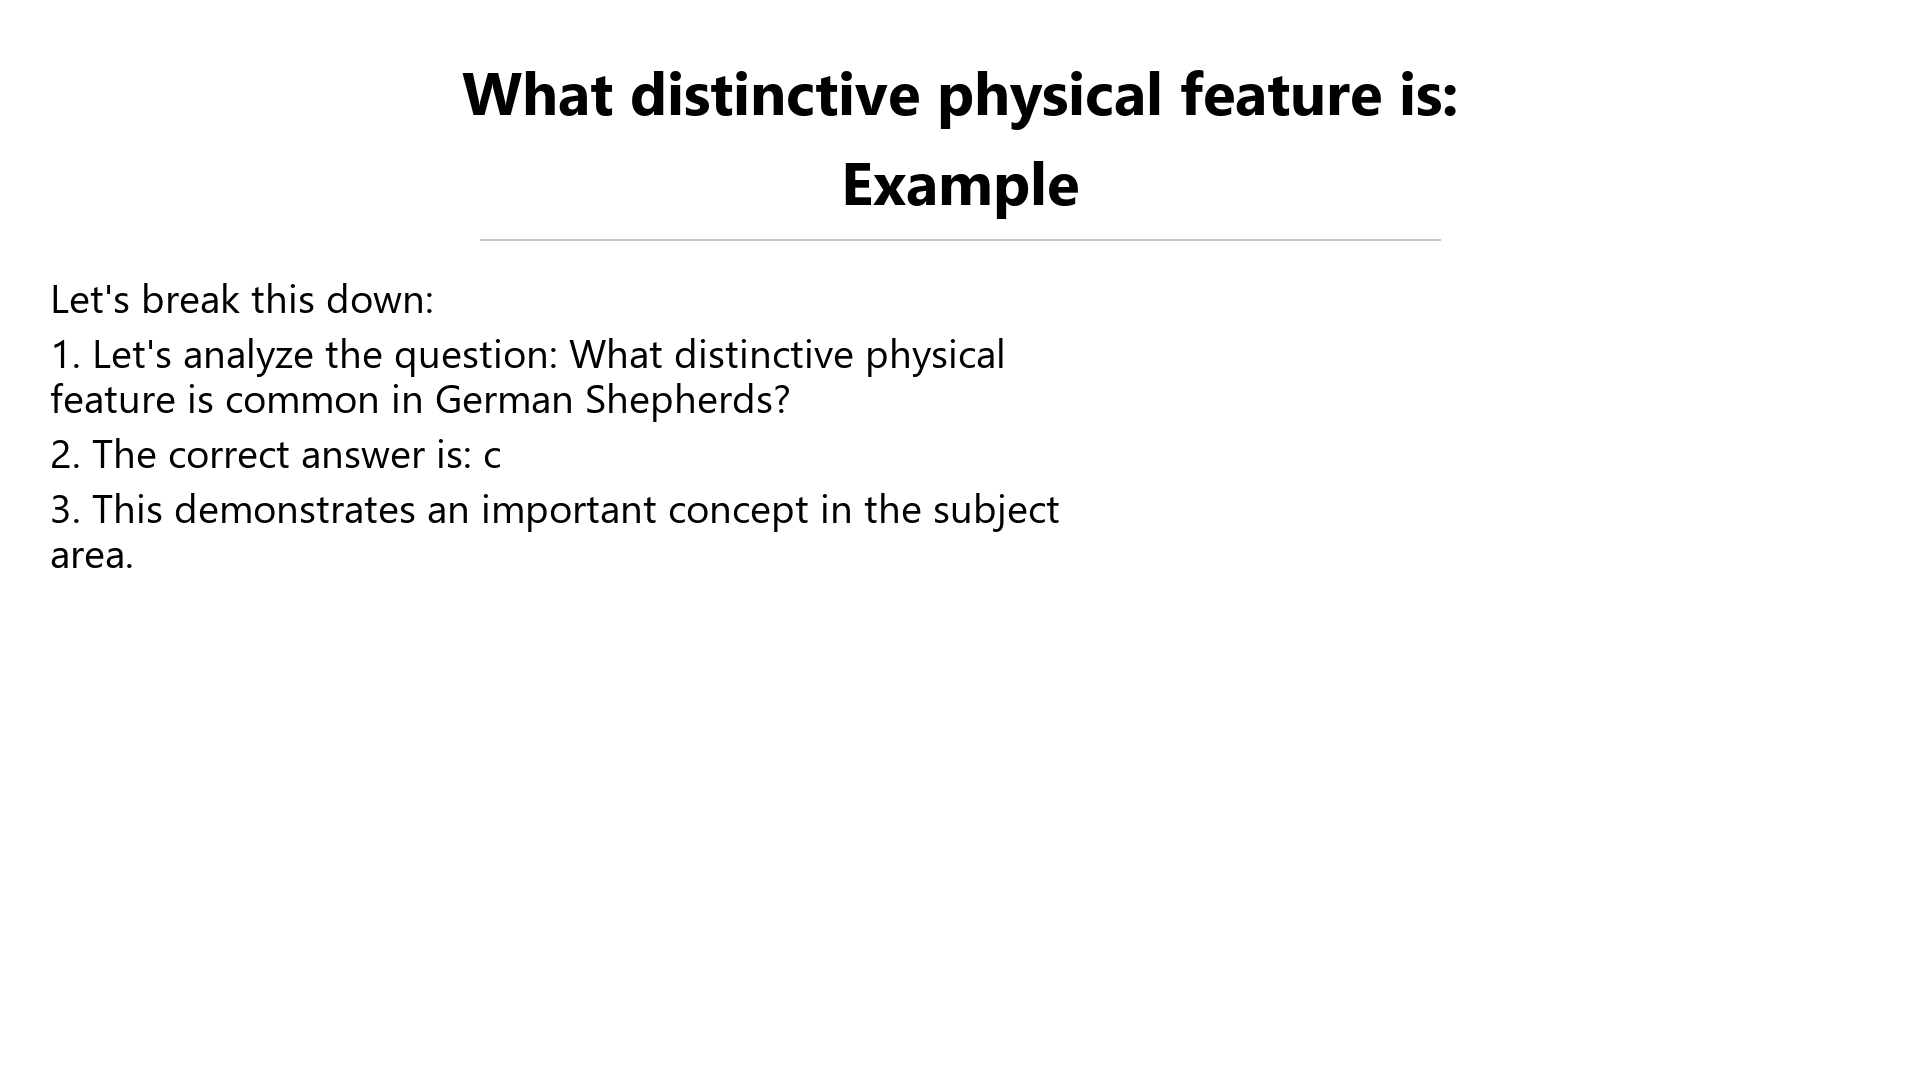 What distinctive physical feature is:
Example
Let's break this down:
1. Let's analyze the question: What distinctive physical
feature is common in German Shepherds?
2. The correct answer is: c
3. This demonstrates an important concept in the subject
area.